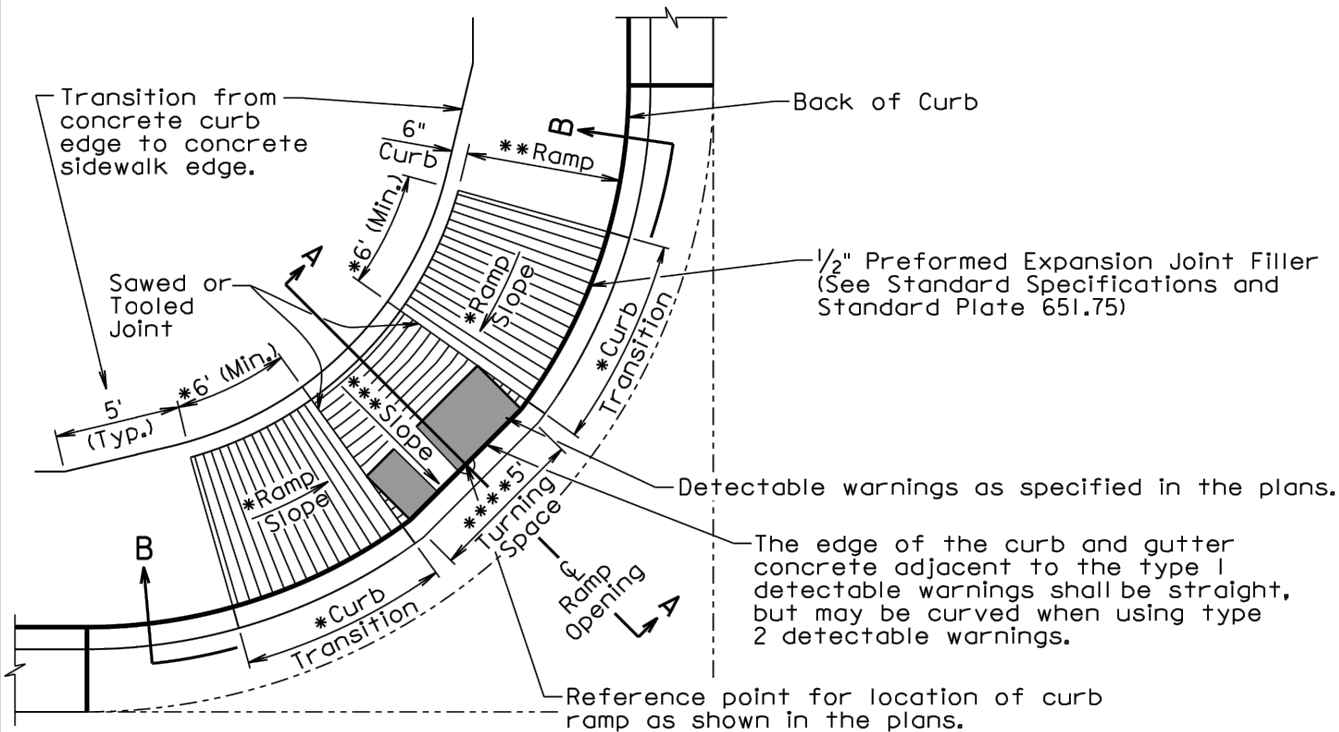 Transition from
concrete curb
edge to concrete
sidewalk edge.
6"
Curb
**Ramp
B
Back of Curb
*6' (Min.)
A
Sawed or
Tooled
Joint
*Ramp
Slope
1/2" Preformed Expansion Joint Filler
(See Standard Specifications and
Standard Plate 651.75)
*Curb
Transition
*6' (Min.)
5'
(Typ.)
***Slope
*Ramp
Slope
****5'
Turning
Space
Detectable warnings as specified in the plans.
B
The edge of the curb and gutter
concrete adjacent to the type 1
detectable warnings shall be straight,
but may be curved when using type
2 detectable warnings.
℄
Ramp
Opening
A
*Curb
Transition
Reference point for location of curb
ramp as shown in the plans.